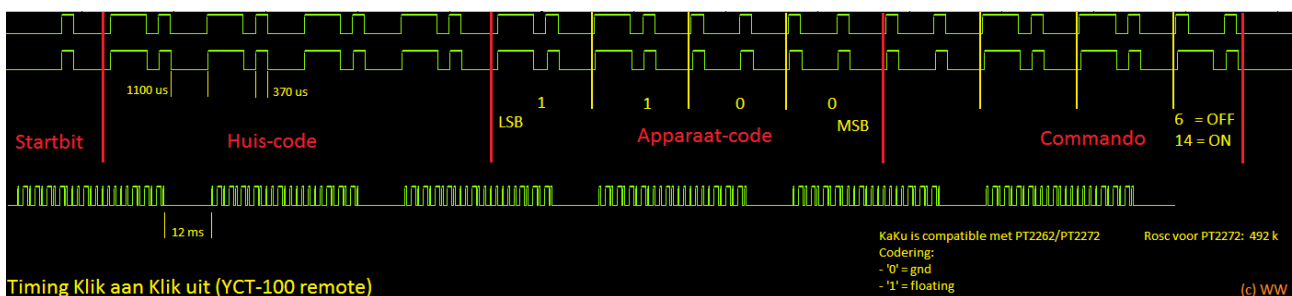 1100 us
370 us
1
1
0
0
LSB
MSB
Startbit
Huis-code
Apparaat-code
Commando
6 = OFF
14 = ON
12 ms
KaKu is compatible met PT2262/PT2272
Rosc voor PT2272: 492 k
Codering:
- '0' = gnd
- '1' = floating
Timing Klik aan Klik uit (YCT-100 remote)
(c) WW